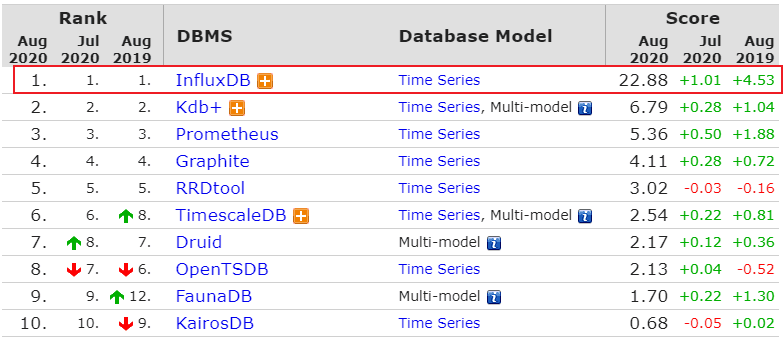 Rank Score
Aug 2020 Jul 2020 Aug 2019 DBMS Database Model Aug 2020 Jul 2020 Aug 2019
1. 1. 1. InfluxDB Time Series 22.88 +1.01 +4.53
2. 2. 2. Kdb+ Time Series, Multi-model 6.79 +0.28 +1.04
3. 3. 3. Prometheus Time Series 5.36 +0.50 +1.88
4. 4. 4. Graphite Time Series 4.11 +0.28 +0.72
5. 5. 5. RRDtool Time Series 3.02 -0.03 -0.16
6. 6. 8. TimescaleDB Time Series, Multi-model 2.54 +0.22 +0.81
7. 8. 7. Druid Multi-model 2.17 +0.12 +0.36
8. 7. 6. OpenTSDB Time Series 2.13 +0.04 -0.52
9. 9. 12. FaunaDB Multi-model 1.70 +0.22 +1.30
10. 10. 9. KairosDB Time Series 0.68 -0.05 +0.02